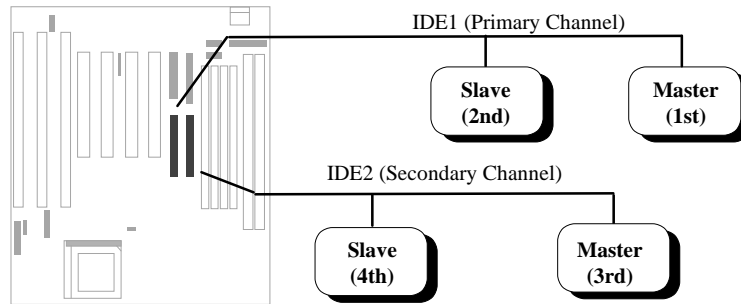 IDE1 (Primary Channel)
Slave
(2nd)
Master
(1st)
IDE2 (Secondary Channel)
Slave
(4th)
Master
(3rd)